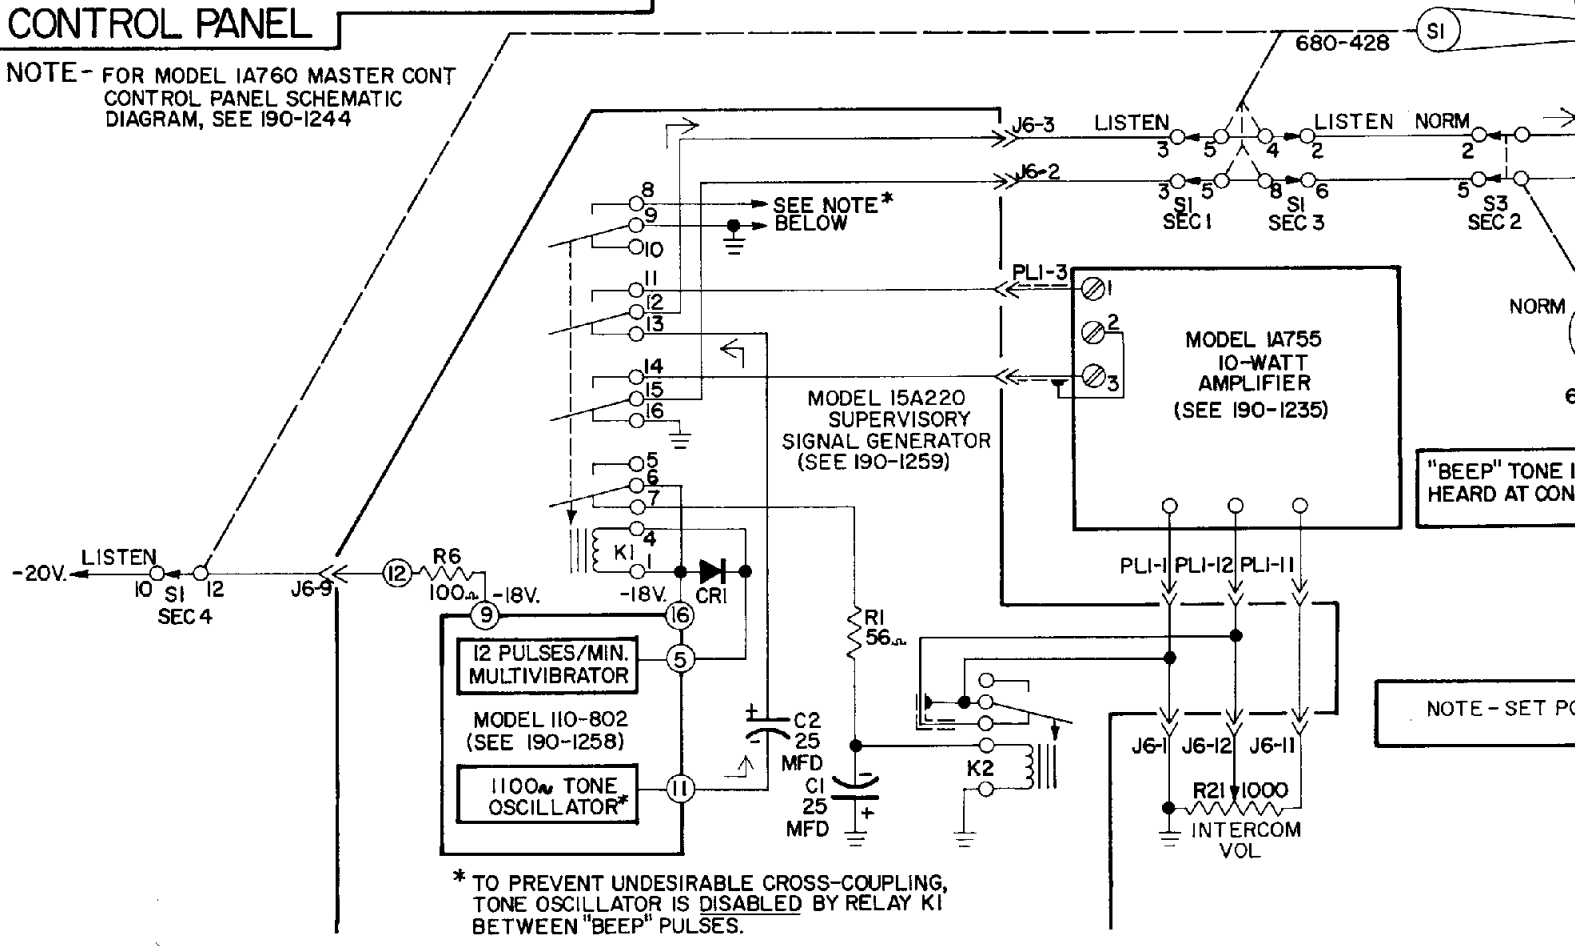 CONTROL PANEL
NOTE- FOR MODEL 1A760 MASTER CONT
CONTROL PANEL SCHEMATIC
DIAGRAM, SEE 190-1244
S1
680-428
J6-3
LISTEN
LISTEN
NORM
3
5
4
2
2
J6-2
3
5
8
6
5
S1
SEC 1
S1
SEC 3
S3
SEC 2
8
9
10
SEE NOTE*
BELOW
11
12
13
PL1-3
1
2
3
MODEL 1A755
10-WATT
AMPLIFIER
(SEE 190-1235)
NORM
14
15
16
MODEL 15A220
SUPERVISORY
SIGNAL GENERATOR
(SEE 190-1259)
5
6
7
4
1
K1
"BEEP" TONE
HEARD AT CON
-20V.
LISTEN
10
S1
12
SEC 4
J6-9
12
R6
100Ω
-18V.
9
-18V.
16
CR1
PL1-1
PL1-12
PL1-11
R1
56Ω
12 PULSES/MIN.
MULTIVIBRATOR
5
MODEL 110-802
(SEE 190-1258)
+
-
C2
25
MFD
1100~ TONE
OSCILLATOR*
11
C1
25
MFD
-
+
K2
J6-1
J6-12
J6-11
R21
1000
INTERCOM
VOL
NOTE-SET PO
* TO PREVENT UNDESIRABLE CROSS-COUPLING,
TONE OSCILLATOR IS DISABLED BY RELAY K1
BETWEEN "BEEP" PULSES.